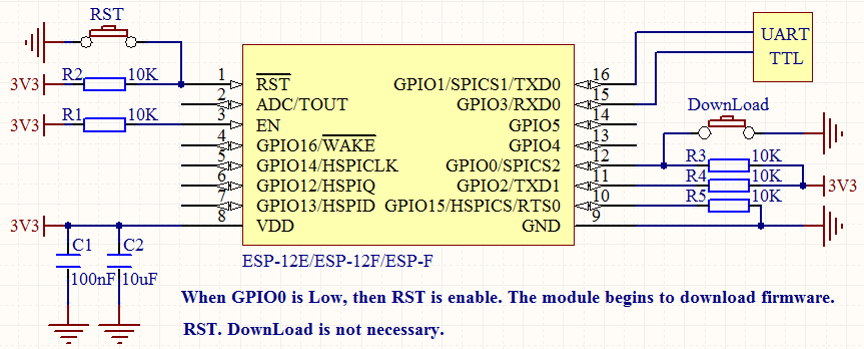 RST
UART
TTL
R2 10K
3V3
1 RST
GPIO1/SPICS1/TXD0 16
2 ADC/TOUT
GPIO3/RXD0 15
DownLoad
R1 10K
3V3
3 EN
GPIO5 14
4 GPIO16/WAKE
GPIO4 13
5 GPIO14/HSPICLK
GPIO0/SPICS2 12
R3 10K
6 GPIO12/HSPIQ
GPIO2/TXD1 11
R4 10K
3V3
7 GPIO13/HSPID
GPIO15/HSPICS/RTS0 10
R5 10K
3V3
8 VDD
GND 9
C1 C2
100nF 10uF
ESP-12E/ESP-12F/ESP-F
When GPIO0 is Low, then RST is enable. The module begins to download firmware.
RST. DownLoad is not necessary.